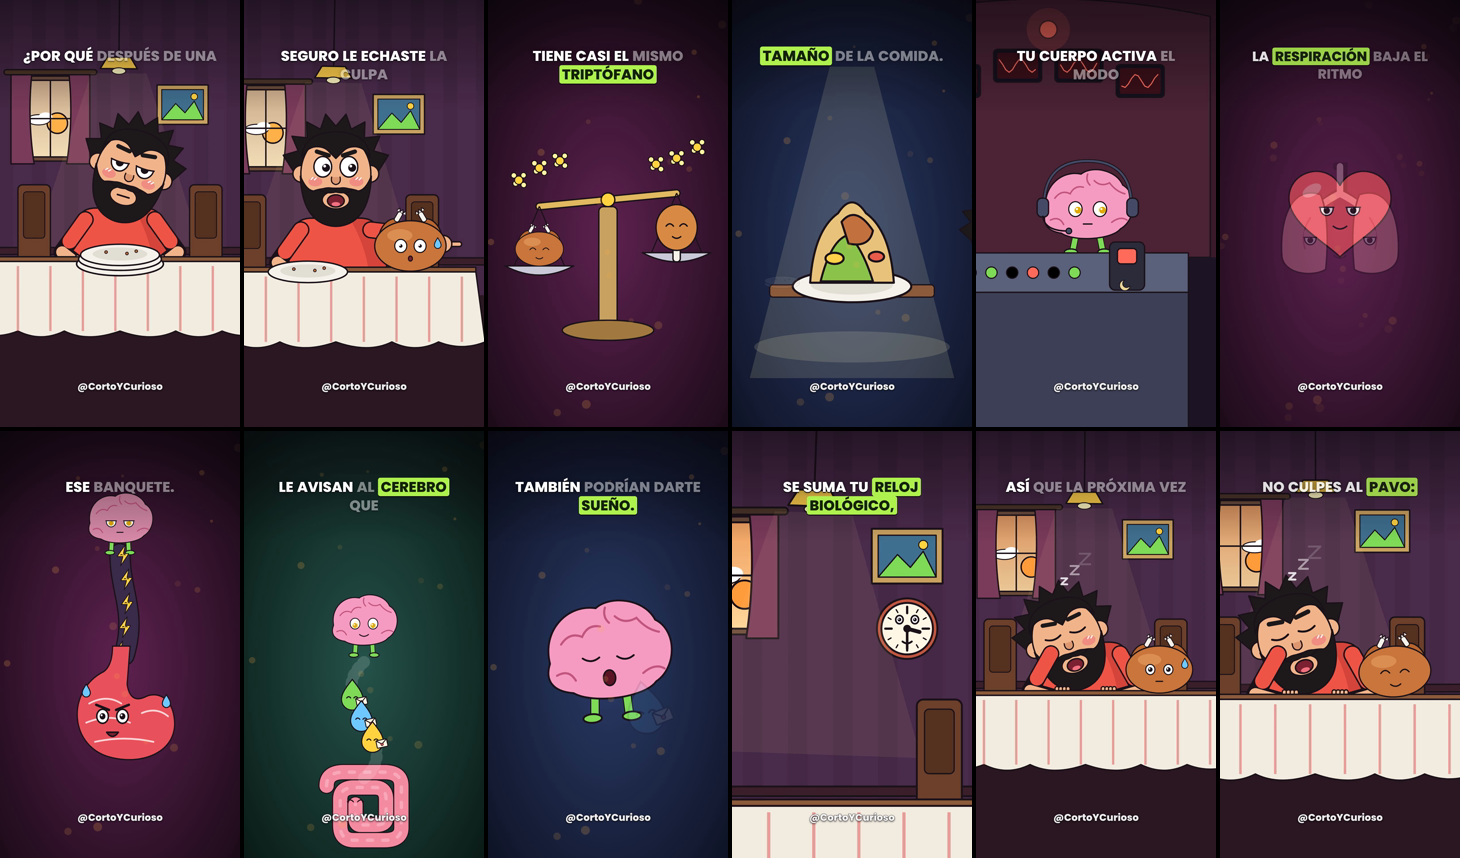 ¿POR QUÉ DESPUÉS DE UNA
@CortoYCurioso
SEGURO LE ECHASTE LA
CULPA
@CortoYCurioso
TIENE CASI EL MISMO
TRIPTÓFANO
@CortoYCurioso
TAMAÑO DE LA COMIDA.
@CortoYCurioso
TU CUERPO ACTIVA EL
MODO
@CortoYCurioso
LA RESPIRACIÓN BAJA EL
RITMO
@CortoYCurioso
ESE BANQUETE.
@CortoYCurioso
LE AVISAN AL CEREBRO
QUE
@CortoYCurioso
TAMBIÉN PODRÍAN DARTE
SUEÑO.
@CortoYCurioso
SE SUMA TU RELOJ
BIOLÓGICO,
@CortoYCurioso
ASÍ QUE LA PRÓXIMA VEZ
z z z
@CortoYCurioso
NO CULPES AL PAVO:
z z z
@CortoYCurioso